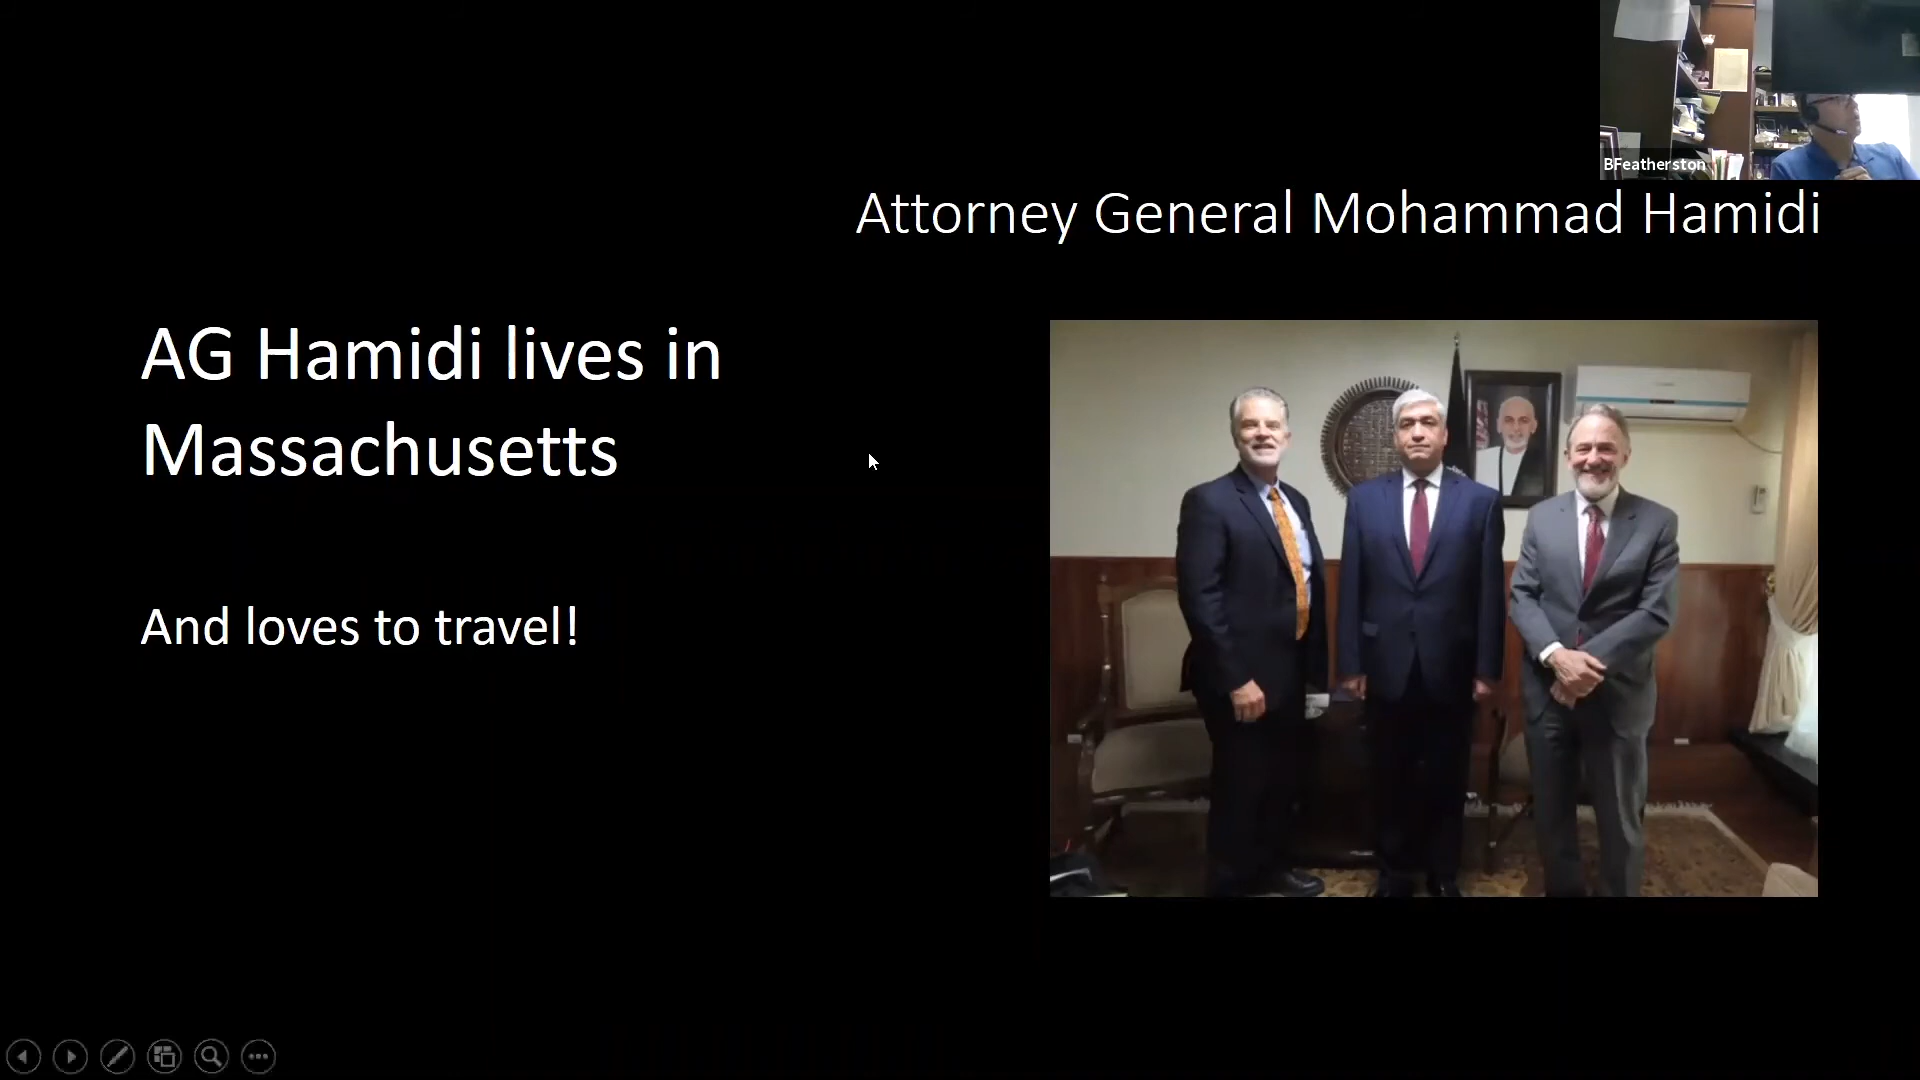 BFeatherston
Attorney General Mohammad Hamidi
AG Hamidi lives in
Massachusetts
And loves to travel!